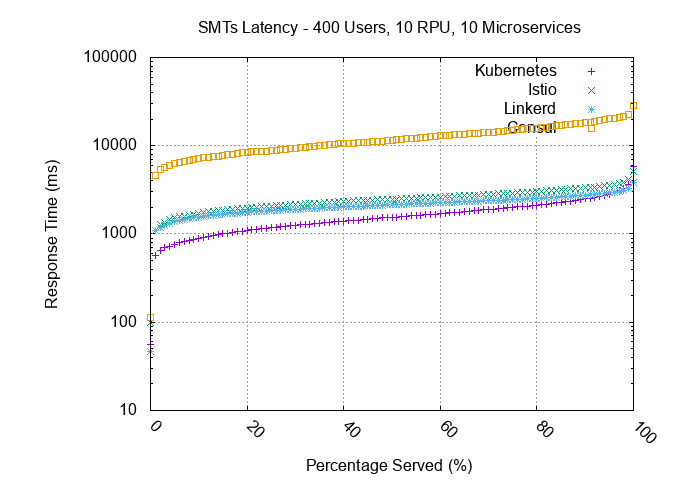 SMTs Latency - 400 Users, 10 RPU, 10 Microservices
100000
10000
1000
100
10
Response Time (ms)
Kubernetes
Istio
Linkerd
Consul
0
20
40
60
80
100
Percentage Served (%)